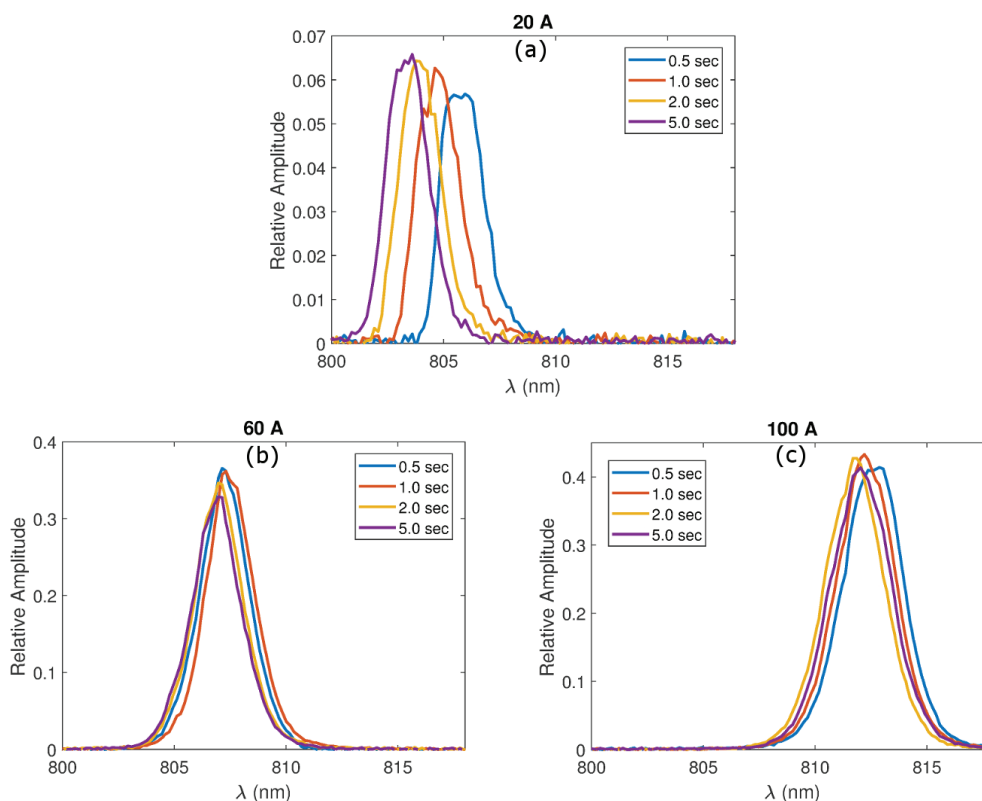 20 A
(a)
0.07
0.06
0.05
0.04
0.03
0.02
0.01
0
Relative Amplitude
0.5 sec
1.0 sec
2.0 sec
5.0 sec
800 805 810 815
λ (nm)
60 A
(b)
0.4
0.3
0.2
0.1
0
Relative Amplitude
0.5 sec
1.0 sec
2.0 sec
5.0 sec
800 805 810 815
λ (nm)
100 A
(c)
0.4
0.3
0.2
0.1
0
Relative Amplitude
0.5 sec
1.0 sec
2.0 sec
5.0 sec
800 805 810 815
λ (nm)